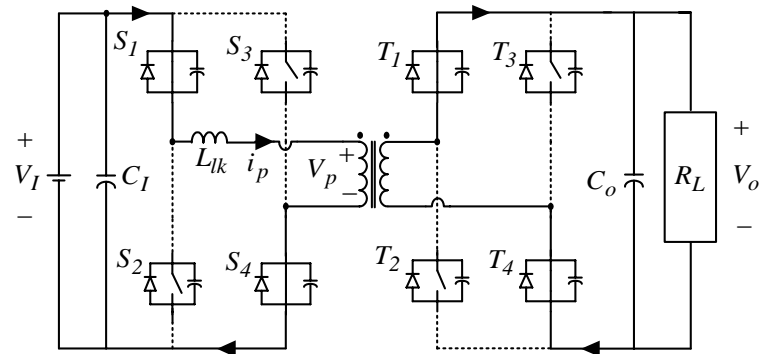 S1
S3
T1
T3
+
VI
−
CI
Llk
ip
+
Vp
−
Co
RL
+
Vo
−
S2
S4
T2
T4